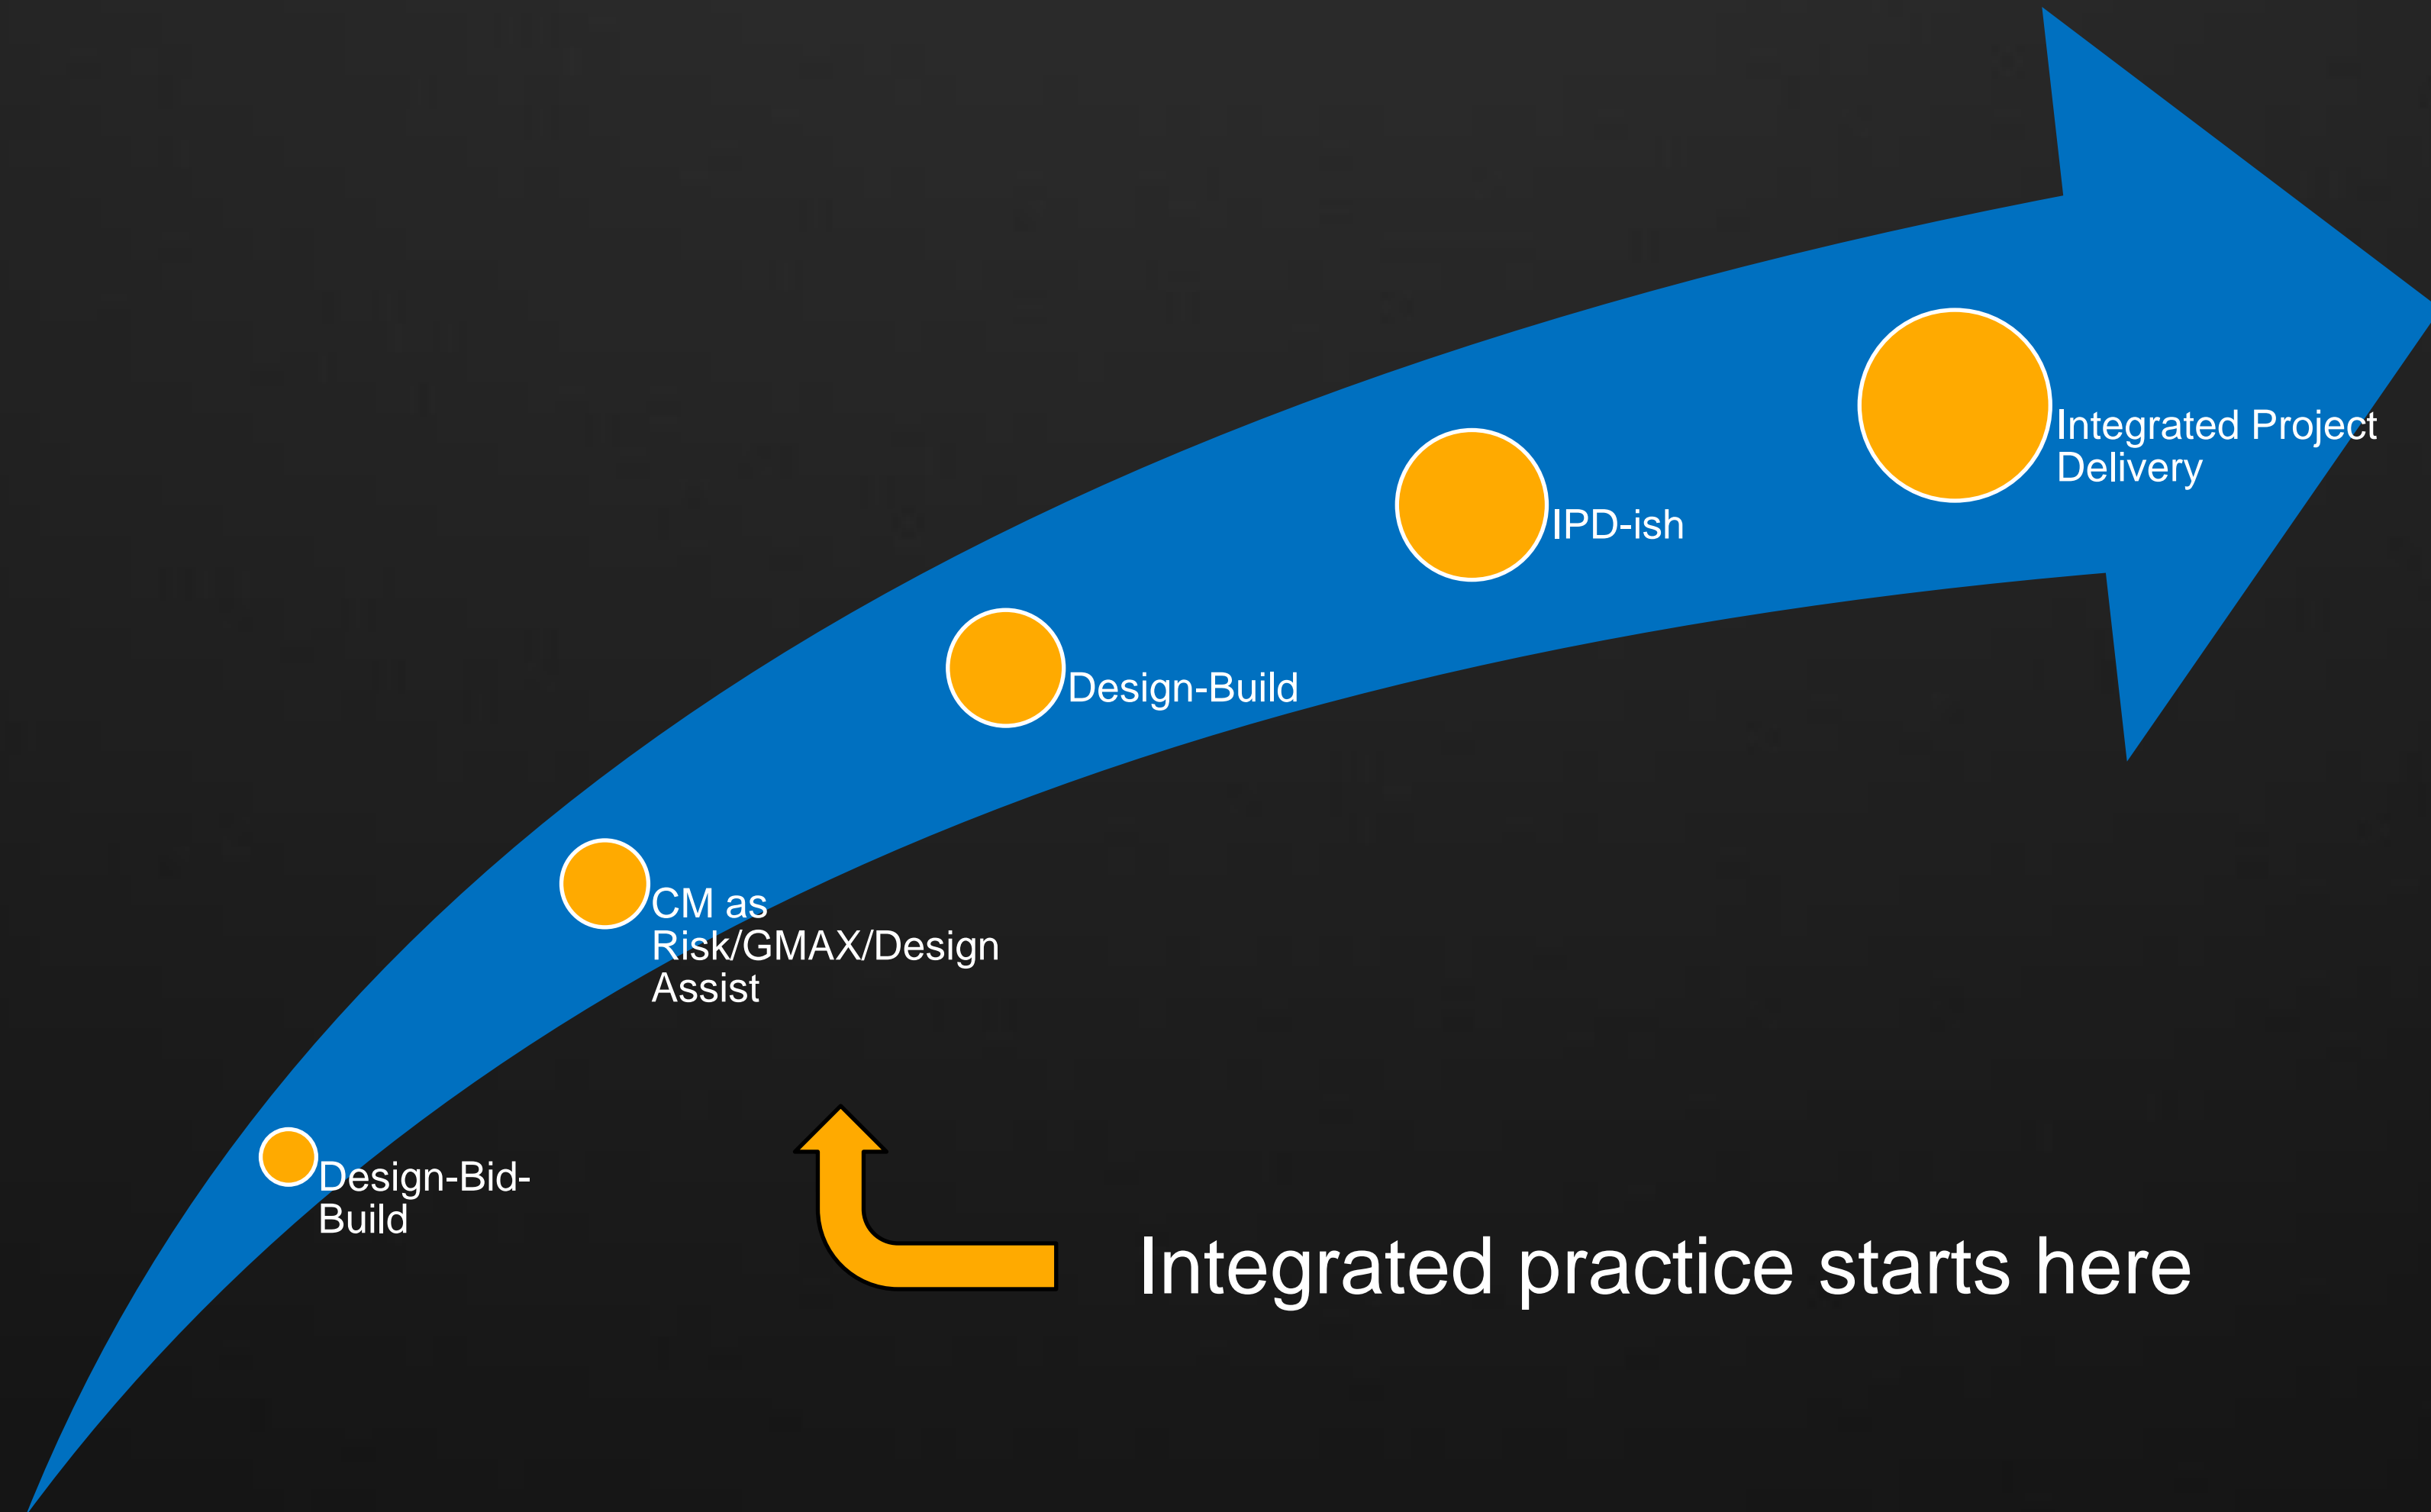 Integrated Project
Delivery
IPD-ish
Design-Build
CM as
Risk/GMAX/Design
Assist
Design-Bid-
Build
Integrated practice starts here